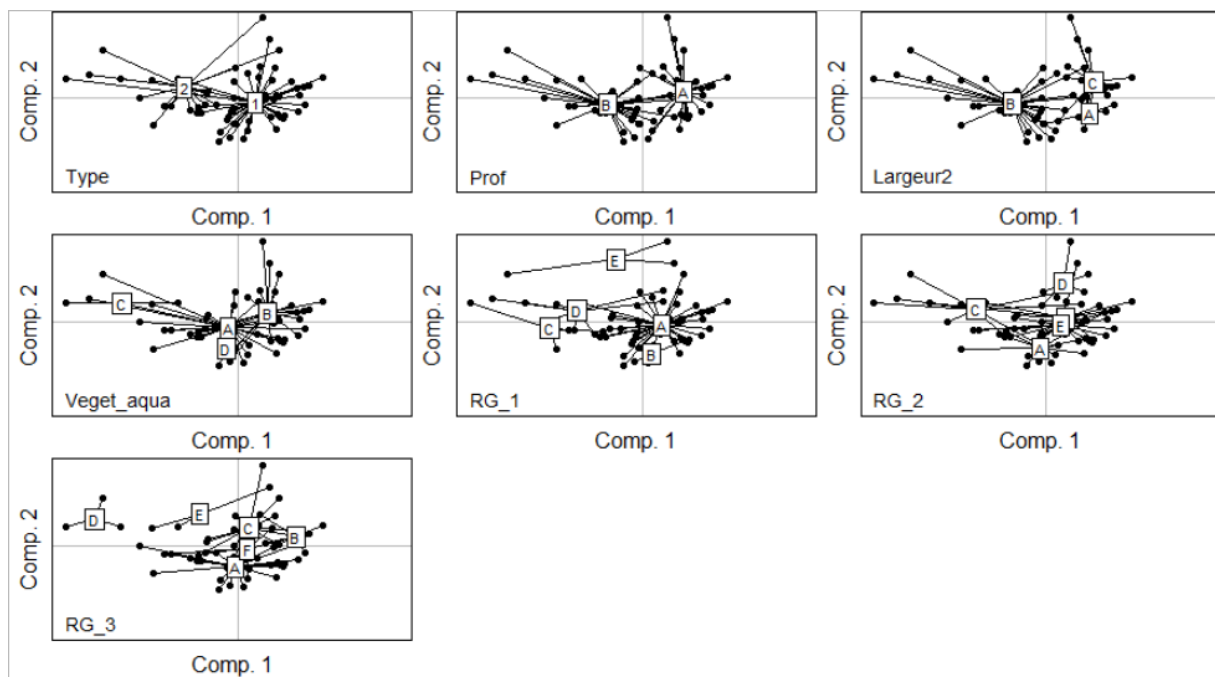 Comp. 2
2
1
Type
Comp. 1
Comp. 2
B
A
Prof
Comp. 1
Comp. 2
B
C
A
Largeur2
Comp. 1
Comp. 2
C
B
A
D
Veget_aqua
Comp. 1
Comp. 2
E
D
C
A
B
RG_1
Comp. 1
Comp. 2
D
C
E
A
RG_2
Comp. 1
Comp. 2
D
E
C
B
F
A
RG_3
Comp. 1